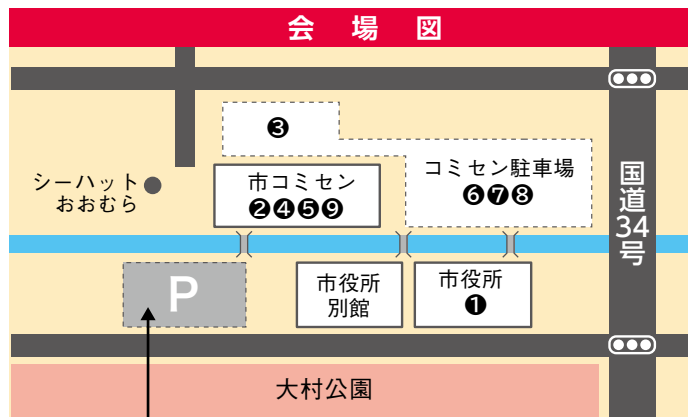 会場図
❸
シーハット
おおむら
市コミセン
❷❹❺❾
コミセン駐車場
❻❼❽
国道34号
P
市役所
別館
市役所
❶
大村公園